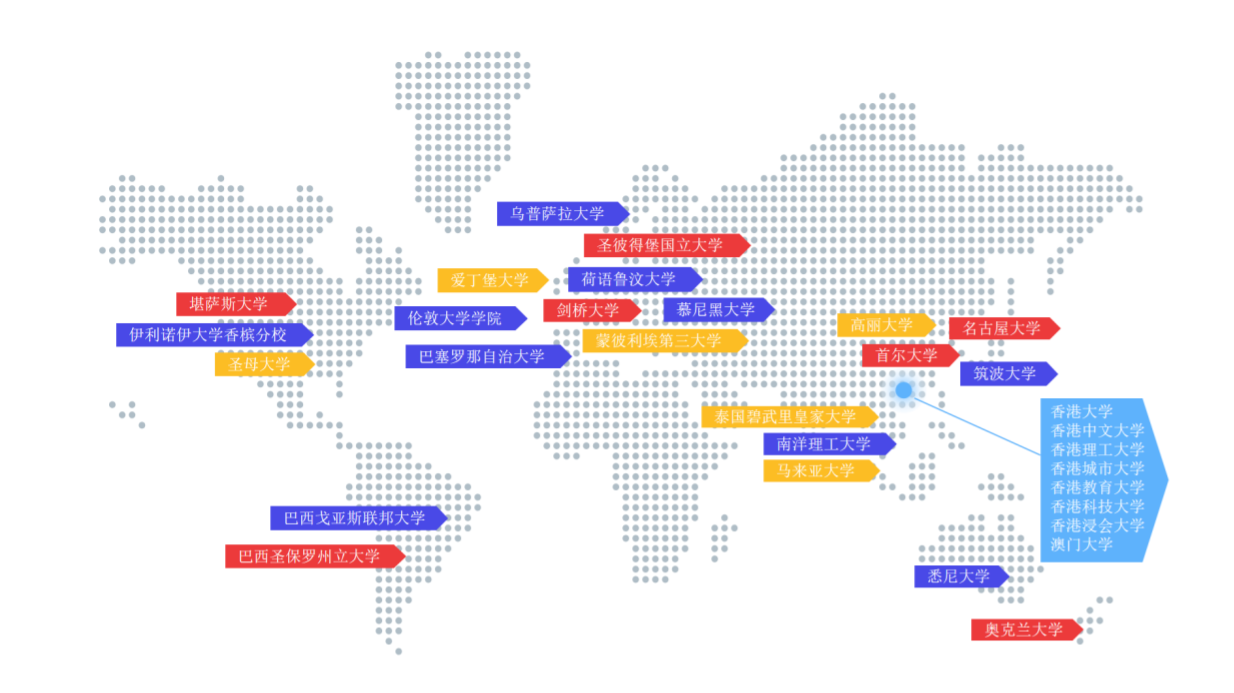 乌普萨拉大学
圣彼得堡国立大学
爱丁堡大学
荷语鲁汶大学
堪萨斯大学
伦敦大学学院
剑桥大学
慕尼黑大学
伊利诺伊大学香槟分校
蒙彼利埃第三大学
高丽大学
名古屋大学
圣母大学
巴塞罗那自治大学
首尔大学
筑波大学
泰国碧武里皇家大学
南洋理工大学
马来亚大学
香港大学
香港中文大学
香港理工大学
香港城市大学
香港教育大学
香港科技大学
香港浸会大学
澳门大学
巴西戈亚斯联邦大学
巴西圣保罗州立大学
悉尼大学
奥克兰大学